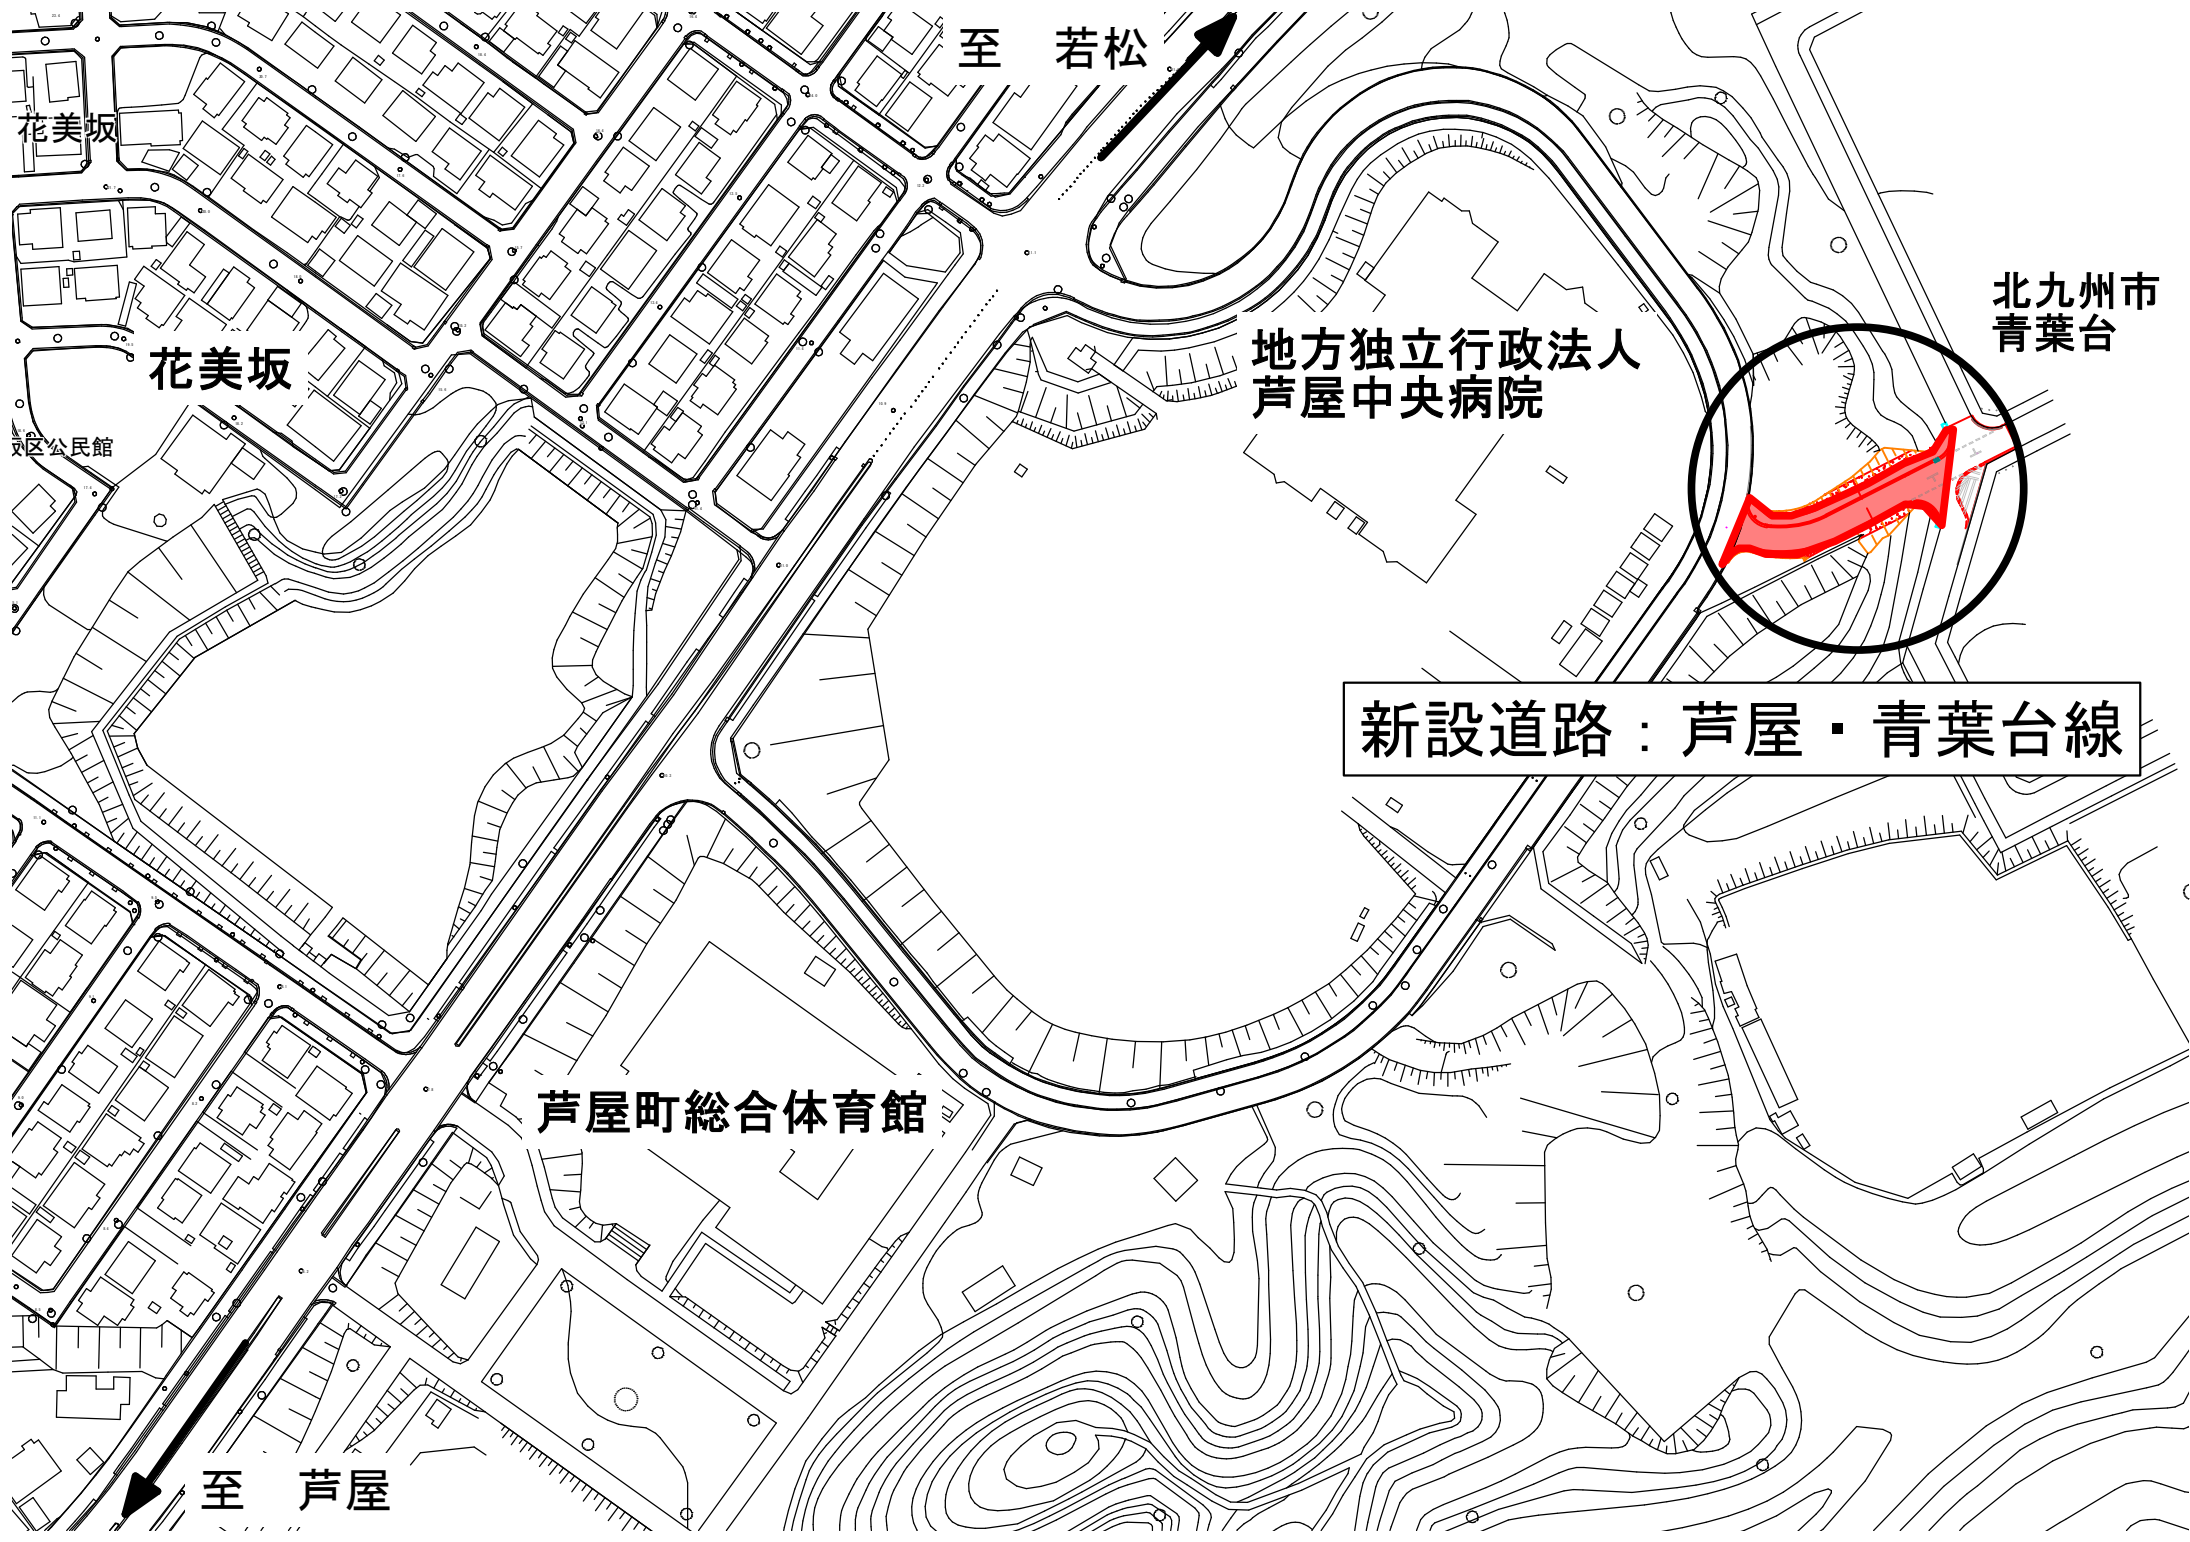 至　若松
花美坂
北九州市
青葉台
地方独立行政法人
芦屋中央病院
花美坂
区公民館
新設道路：芦屋・青葉台線
芦屋町総合体育館
至　芦屋